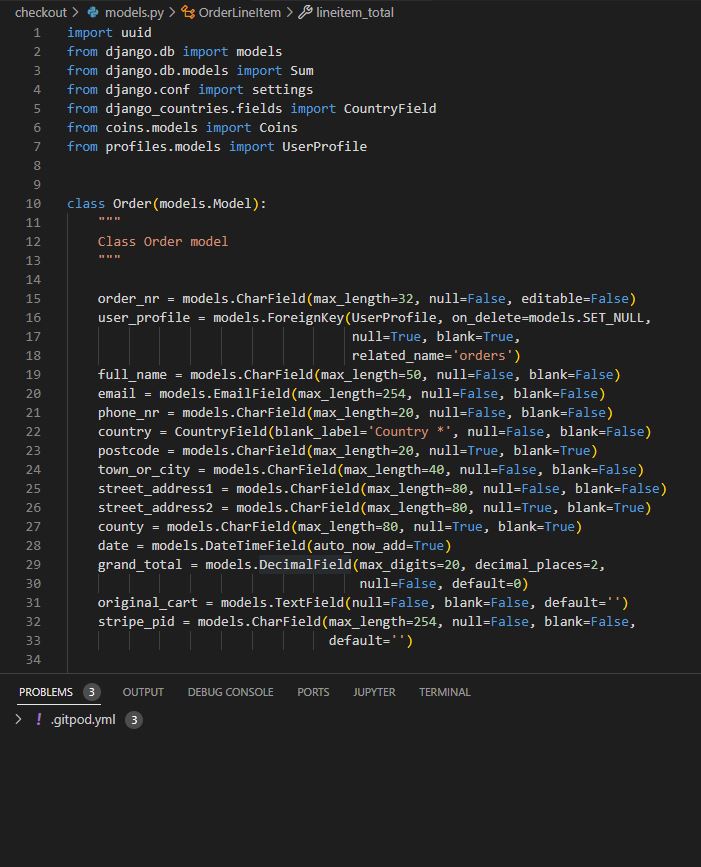 checkout > models.py > OrderLineItem > lineitem_total
1 import uuid
2 from django.db import models
3 from django.db.models import Sum
4 from django.conf import settings
5 from django_countries.fields import CountryField
6 from coins.models import Coins
7 from profiles.models import UserProfile
8
9
10 class Order(models.Model):
11     """
12     Class Order model
13     """
14
15     order_nr = models.CharField(max_length=32, null=False, editable=False)
16     user_profile = models.ForeignKey(UserProfile, on_delete=models.SET_NULL,
17                                      null=True, blank=True,
18                                      related_name='orders')
19     full_name = models.CharField(max_length=50, null=False, blank=False)
20     email = models.EmailField(max_length=254, null=False, blank=False)
21     phone_nr = models.CharField(max_length=20, null=False, blank=False)
22     country = CountryField(blank_label='Country *', null=False, blank=False)
23     postcode = models.CharField(max_length=20, null=True, blank=True)
24     town_or_city = models.CharField(max_length=40, null=False, blank=False)
25     street_address1 = models.CharField(max_length=80, null=False, blank=False)
26     street_address2 = models.CharField(max_length=80, null=True, blank=True)
27     county = models.CharField(max_length=80, null=True, blank=True)
28     date = models.DateTimeField(auto_now_add=True)
29     grand_total = models.DecimalField(max_digits=20, decimal_places=2,
30                                       null=False, default=0)
31     original_cart = models.TextField(null=False, blank=False, default='')
32     stripe_pid = models.CharField(max_length=254, null=False, blank=False,
33                                   default='')
34
PROBLEMS 3 OUTPUT DEBUG CONSOLE PORTS JUPYTER TERMINAL
> ! .gitpod.yml 3